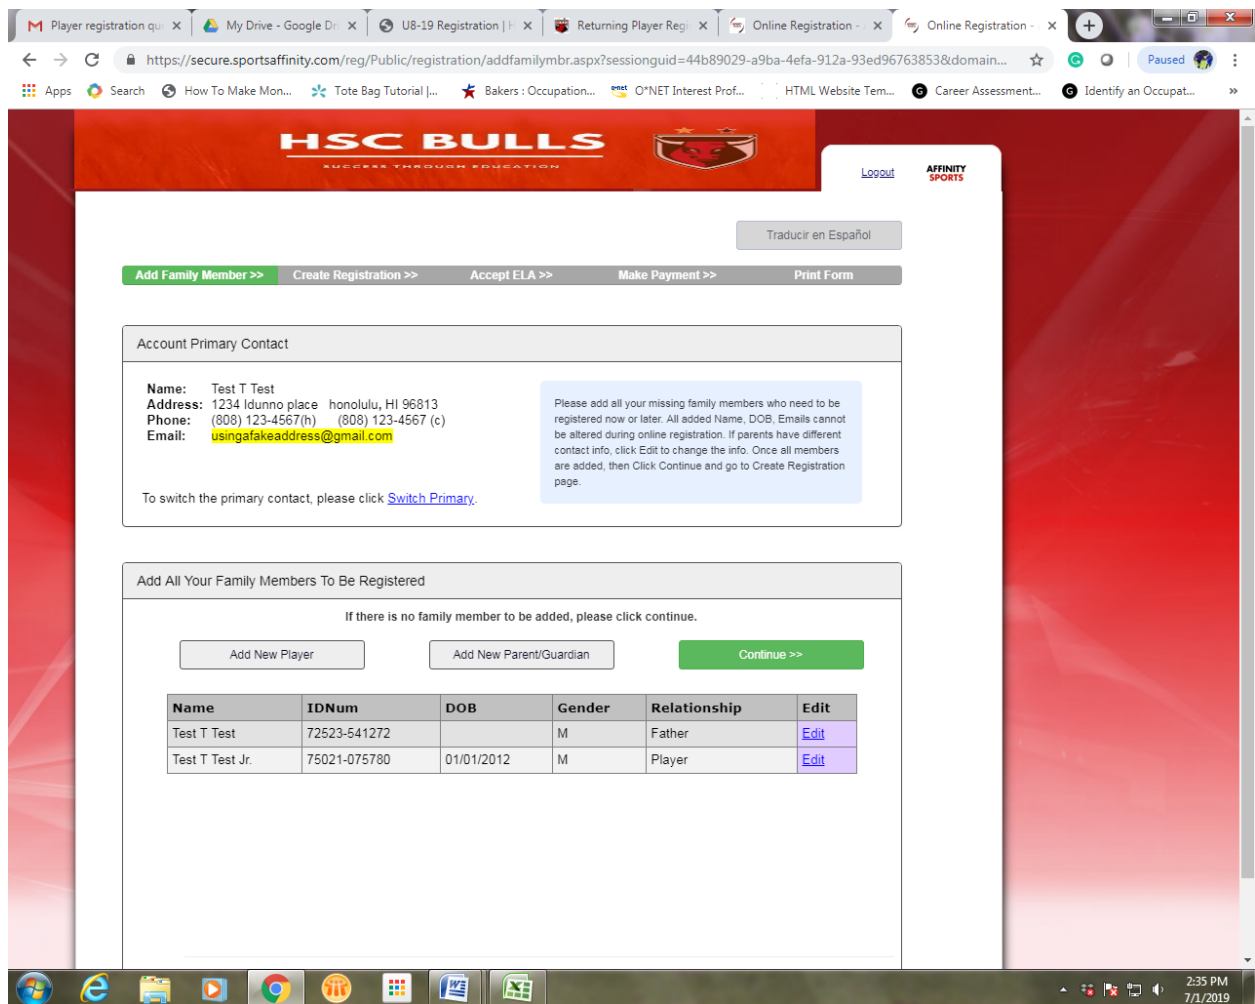 Player registration qu
My Drive - Google Dr
U8-19 Registration | H
Returning Player Regi
Online Registration -
Online Registration -
https://secure.sportsaffinity.com/reg/Public/registration/addfamilymbr.aspx?sessionguid=44b89029-a9ba-4efa-912a-93ed96763853&domain...
Paused
Apps
Search
How To Make Mon...
Tote Bag Tutorial |...
Bakers : Occupation...
O*NET Interest Prof...
HTML Website Tem...
Career Assessment...
Identify an Occupat...
»
HSC BULLS
SUCCESS THROUGH EDUCATION
Logout
AFFINITY
SPORTS
Traducir en Español
Add Family Member >> Create Registration >> Accept ELA >> Make Payment >> Print Form
Account Primary Contact
Name: Test T Test
Address: 1234 Idunno place honolulu, HI 96813
Phone: (808) 123-4567(h) (808) 123-4567 (c)
Email: usingafakeaddress@gmail.com
To switch the primary contact, please click Switch Primary.
Please add all your missing family members who need to be
registered now or later. All added Name, DOB, Emails cannot
be altered during online registration. If parents have different
contact info, click Edit to change the info. Once all members
are added, then Click Continue and go to Create Registration
page.
Add All Your Family Members To Be Registered
If there is no family member to be added, please click continue.
Add New Player
Add New Parent/Guardian
Continue >>
Name IDNum DOB Gender Relationship Edit
Test T Test 72523-541272 M Father Edit
Test T Test Jr. 75021-075780 01/01/2012 M Player Edit
2:35 PM
7/1/2019